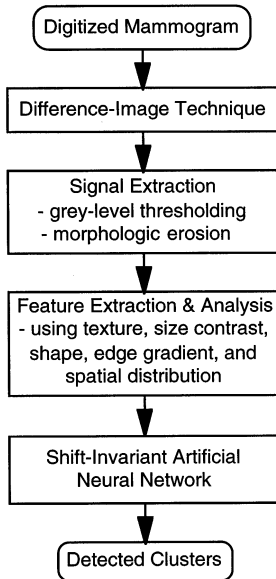 Digitized Mammogram
Difference-Image Technique
Signal Extraction
- grey-level thresholding
- morphologic erosion
Feature Extraction & Analysis
- using texture, size contrast,
shape, edge gradient, and
spatial distribution
Shift-Invariant Artificial
Neural Network
Detected Clusters